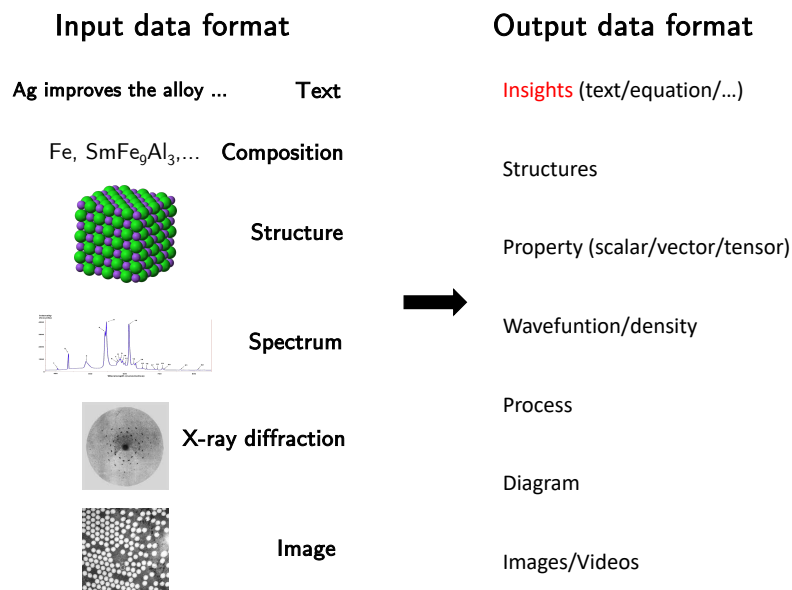 Input data format
Output data format
Ag improves the alloy ...
Text
Insights (text/equation/…)
Fe, SmFe₉Al₃,...
Composition
Structures
Structure
Property (scalar/vector/tensor)
Wavefuntion/density
Spectrum
Process
X-ray diffraction
Diagram
Image
Images/Videos